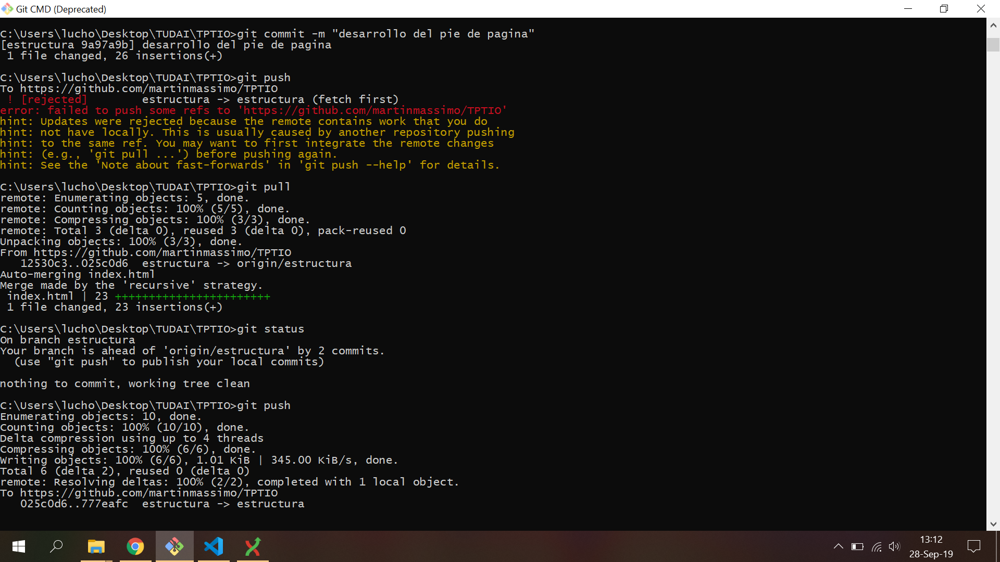 Git CMD (Deprecated)
C:\Users\lucho\Desktop\TUDAI\TPTIO>git commit -m "desarrollo del pie de pagina"
[estructura 9a97a9b] desarrollo del pie de pagina
 1 file changed, 26 insertions(+)
C:\Users\lucho\Desktop\TUDAI\TPTIO>git push
To https://github.com/martinmassimo/TPTIO
 ! [rejected]        estructura -> estructura (fetch first)
error: failed to push some refs to 'https://github.com/martinmassimo/TPTIO'
hint: Updates were rejected because the remote contains work that you do
hint: not have locally. This is usually caused by another repository pushing
hint: to the same ref. You may want to first integrate the remote changes
hint: (e.g., 'git pull ...') before pushing again.
hint: See the 'Note about fast-forwards' in 'git push --help' for details.
C:\Users\lucho\Desktop\TUDAI\TPTIO>git pull
remote: Enumerating objects: 5, done.
remote: Counting objects: 100% (5/5), done.
remote: Compressing objects: 100% (3/3), done.
remote: Total 3 (delta 0), reused 3 (delta 0), pack-reused 0
Unpacking objects: 100% (3/3), done.
From https://github.com/martinmassimo/TPTIO
   12530c3..025c0d6  estructura -> origin/estructura
Auto-merging index.html
Merge made by the 'recursive' strategy.
 index.html | 23 +++++++++++++++++++++++
 1 file changed, 23 insertions(+)
C:\Users\lucho\Desktop\TUDAI\TPTIO>git status
On branch estructura
Your branch is ahead of 'origin/estructura' by 2 commits.
  (use "git push" to publish your local commits)
nothing to commit, working tree clean
C:\Users\lucho\Desktop\TUDAI\TPTIO>git push
Enumerating objects: 10, done.
Counting objects: 100% (10/10), done.
Delta compression using up to 4 threads
Compressing objects: 100% (6/6), done.
Writing objects: 100% (6/6), 1.01 KiB | 345.00 KiB/s, done.
Total 6 (delta 2), reused 0 (delta 0)
remote: Resolving deltas: 100% (2/2), completed with 1 local object.
To https://github.com/martinmassimo/TPTIO
   025c0d6..777eafc  estructura -> estructura
13:12
28-Sep-19